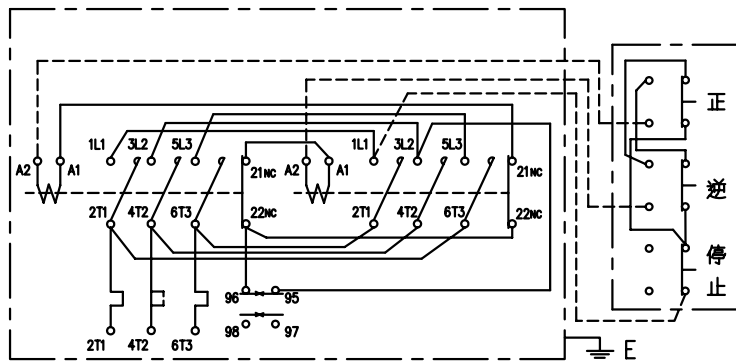 1L1 3L2 5L3 1L1 3L2 5L3
A2 A1 21NC A2 A1 21NC
2T1 4T2 6T3 22NC 2T1 4T2 6T3 22NC
96 95
98 97
2T1 4T2 6T3
E
正
逆
停
止